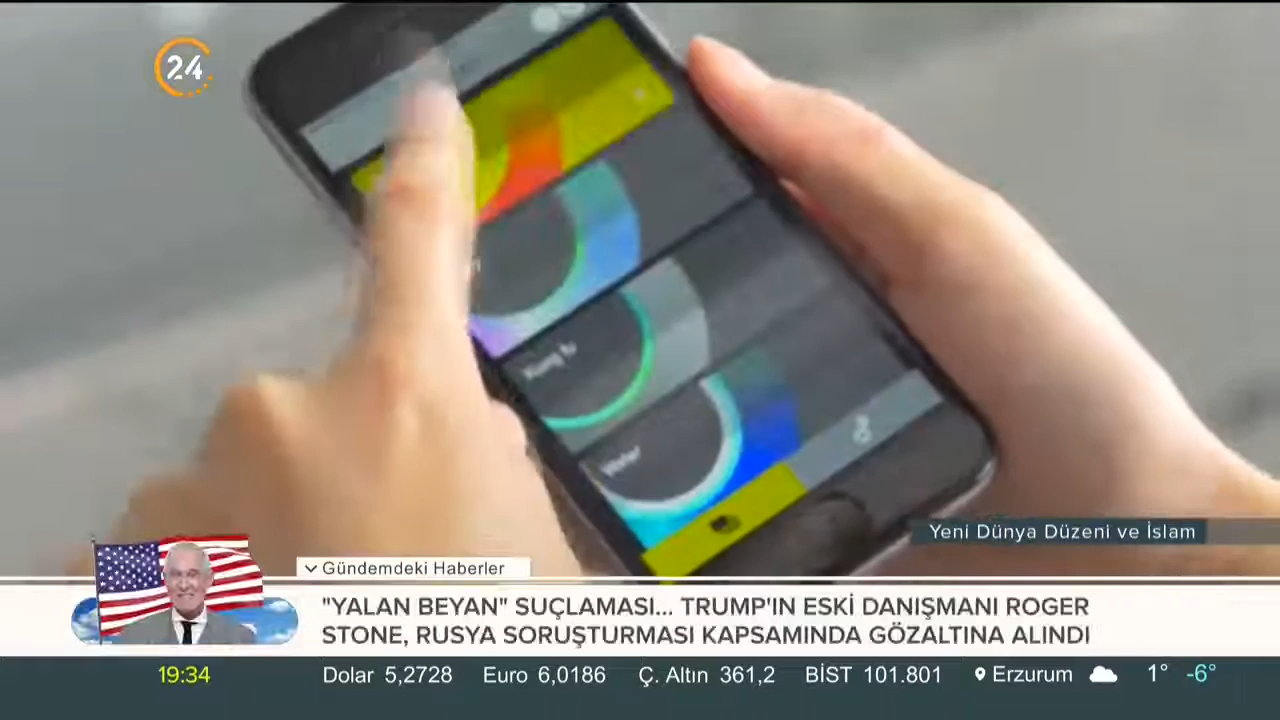 24
Yeni Dünya Düzeni ve İslam
Gündemdeki Haberler
"YALAN BEYAN" SUÇLAMASI... TRUMP'IN ESKİ DANIŞMANI ROGER
STONE, RUSYA SORUŞTURMASI KAPSAMINDA GÖZALTINA ALINDI
19:34 Dolar 5,2728 Euro 6,0186 Ç. Altın 361,2 BİST 101.801 Erzurum 1° -6°